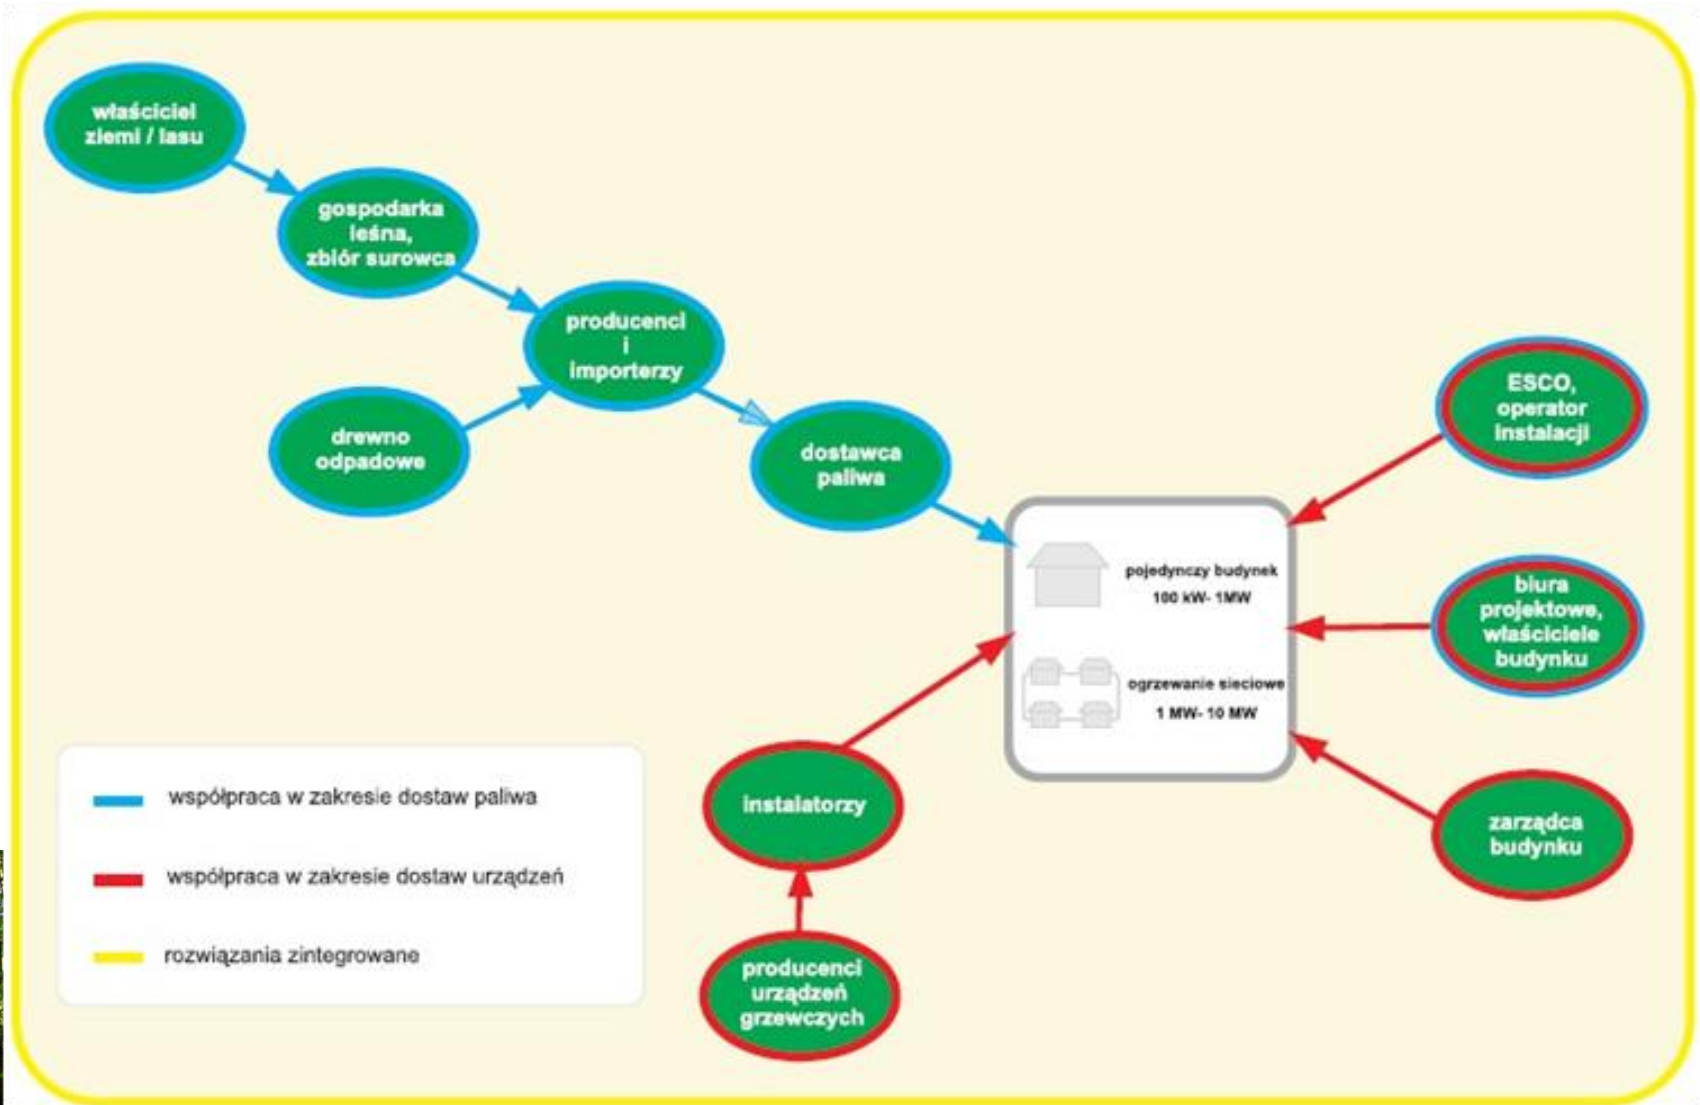 właściciel
ziemi / lasu
gospodarka
leśna,
zbiór surowca
producenci
i
importerzy
drewno
odpadowe
dostawca
paliwa
ESCO,
operator
instalacji
pojedynczy budynek
100 kW- 1MW
ogrzewanie sieciowe
1 MW- 10 MW
biura
projektowe,
właściciele
budynku
zarządca
budynku
instalatorzy
producenci
urządzeń
grzewczych
współpraca w zakresie dostaw paliwa
współpraca w zakresie dostaw urządzeń
rozwiązania zintegrowane